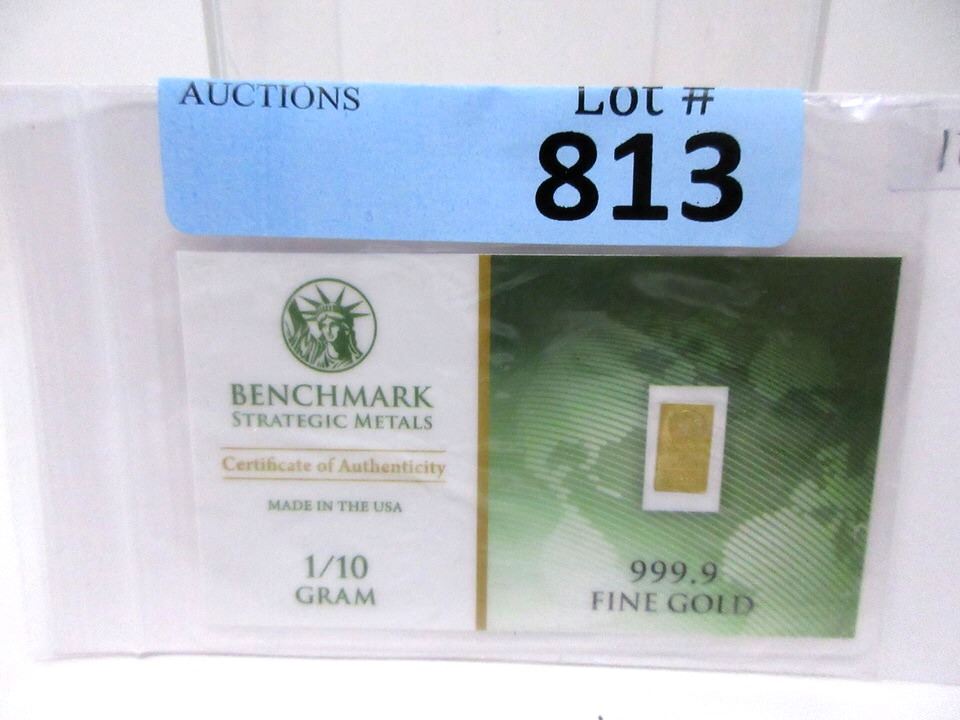 AUCTIONS
Lot #
813
BENCHMARK
STRATEGIC METALS
Certificate of Authenticity
MADE IN THE USA
1/10
GRAM
999.9
FINE GOLD